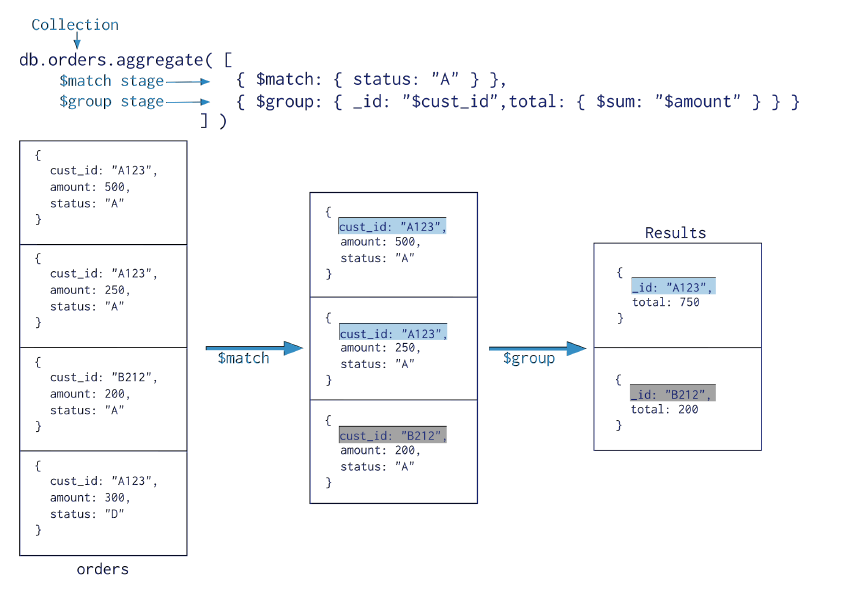 Collection
db.orders.aggregate( [
$match stage { $match: { status: "A" } },
$group stage { $group: { _id: "$cust_id",total: { $sum: "$amount" } } }
] )
{
cust_id: "A123",
amount: 500,
status: "A"
}
{
cust_id: "A123",
amount: 250,
status: "A"
}
{
cust_id: "B212",
amount: 200,
status: "A"
}
{
cust_id: "A123",
amount: 300,
status: "D"
}
orders
$match
{
cust_id: "A123",
amount: 500,
status: "A"
}
{
cust_id: "A123",
amount: 250,
status: "A"
}
{
cust_id: "B212",
amount: 200,
status: "A"
}
$group
Results
{
_id: "A123",
total: 750
}
{
_id: "B212",
total: 200
}